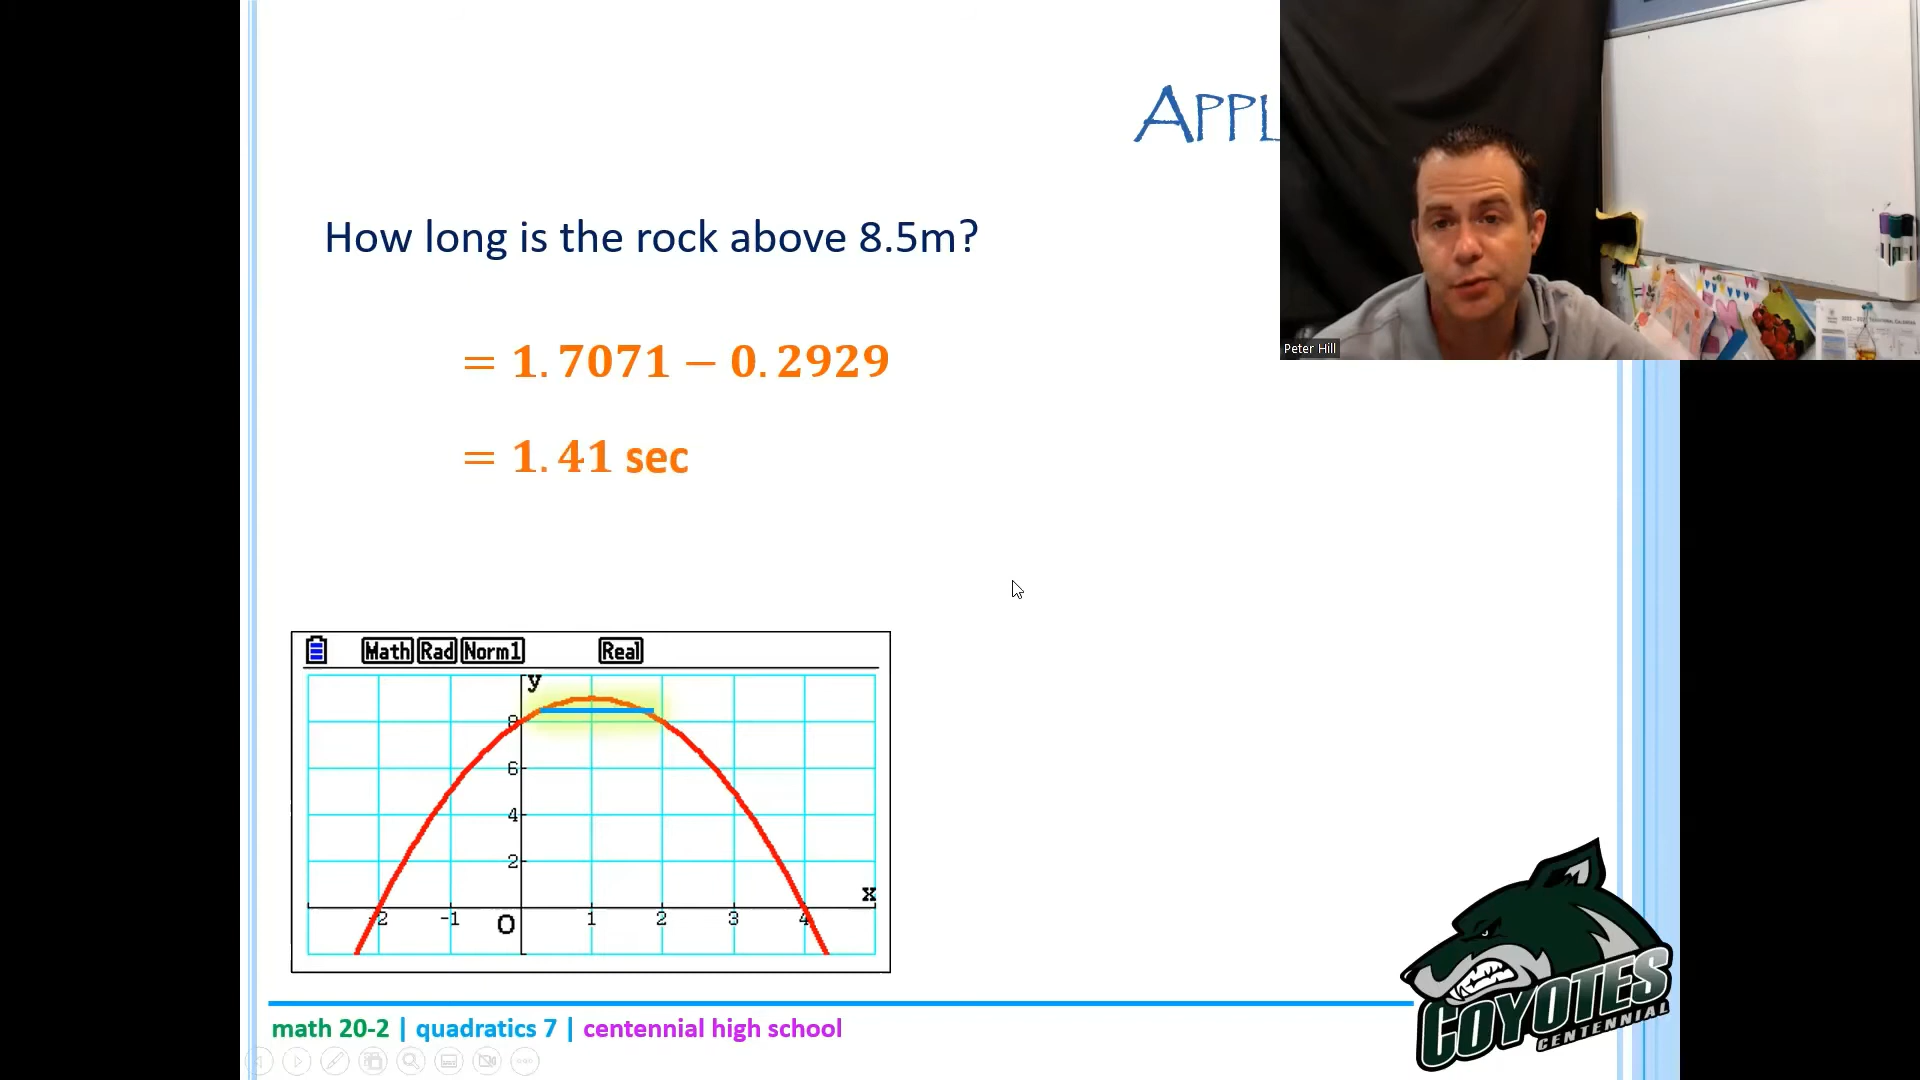 APPL
How long is the rock above 8.5m?
= 1.7071 − 0.2929
= 1.41 sec
Peter Hill
Math Rad Norm1 Real
y
8
6
4
2
x
-2 -1 O 1 2 3 4
COYOTES
CENTENNIAL
math 20-2 | quadratics 7 | centennial high school